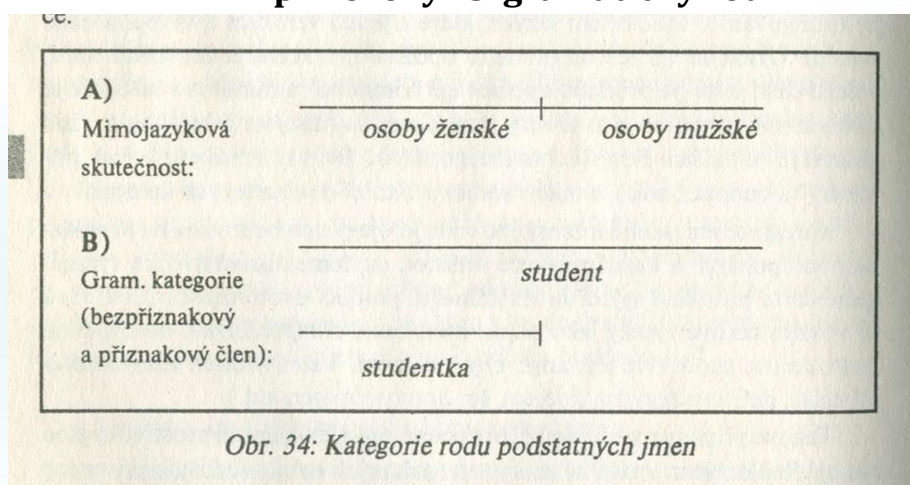 ce.
A)
Mimojazyková
skutečnost:
osoby ženské osoby mužské
B)
Gram. kategorie
(bezpříznakový
a příznakový člen):
student
studentka
Obr. 34: Kategorie rodu podstatných jmen